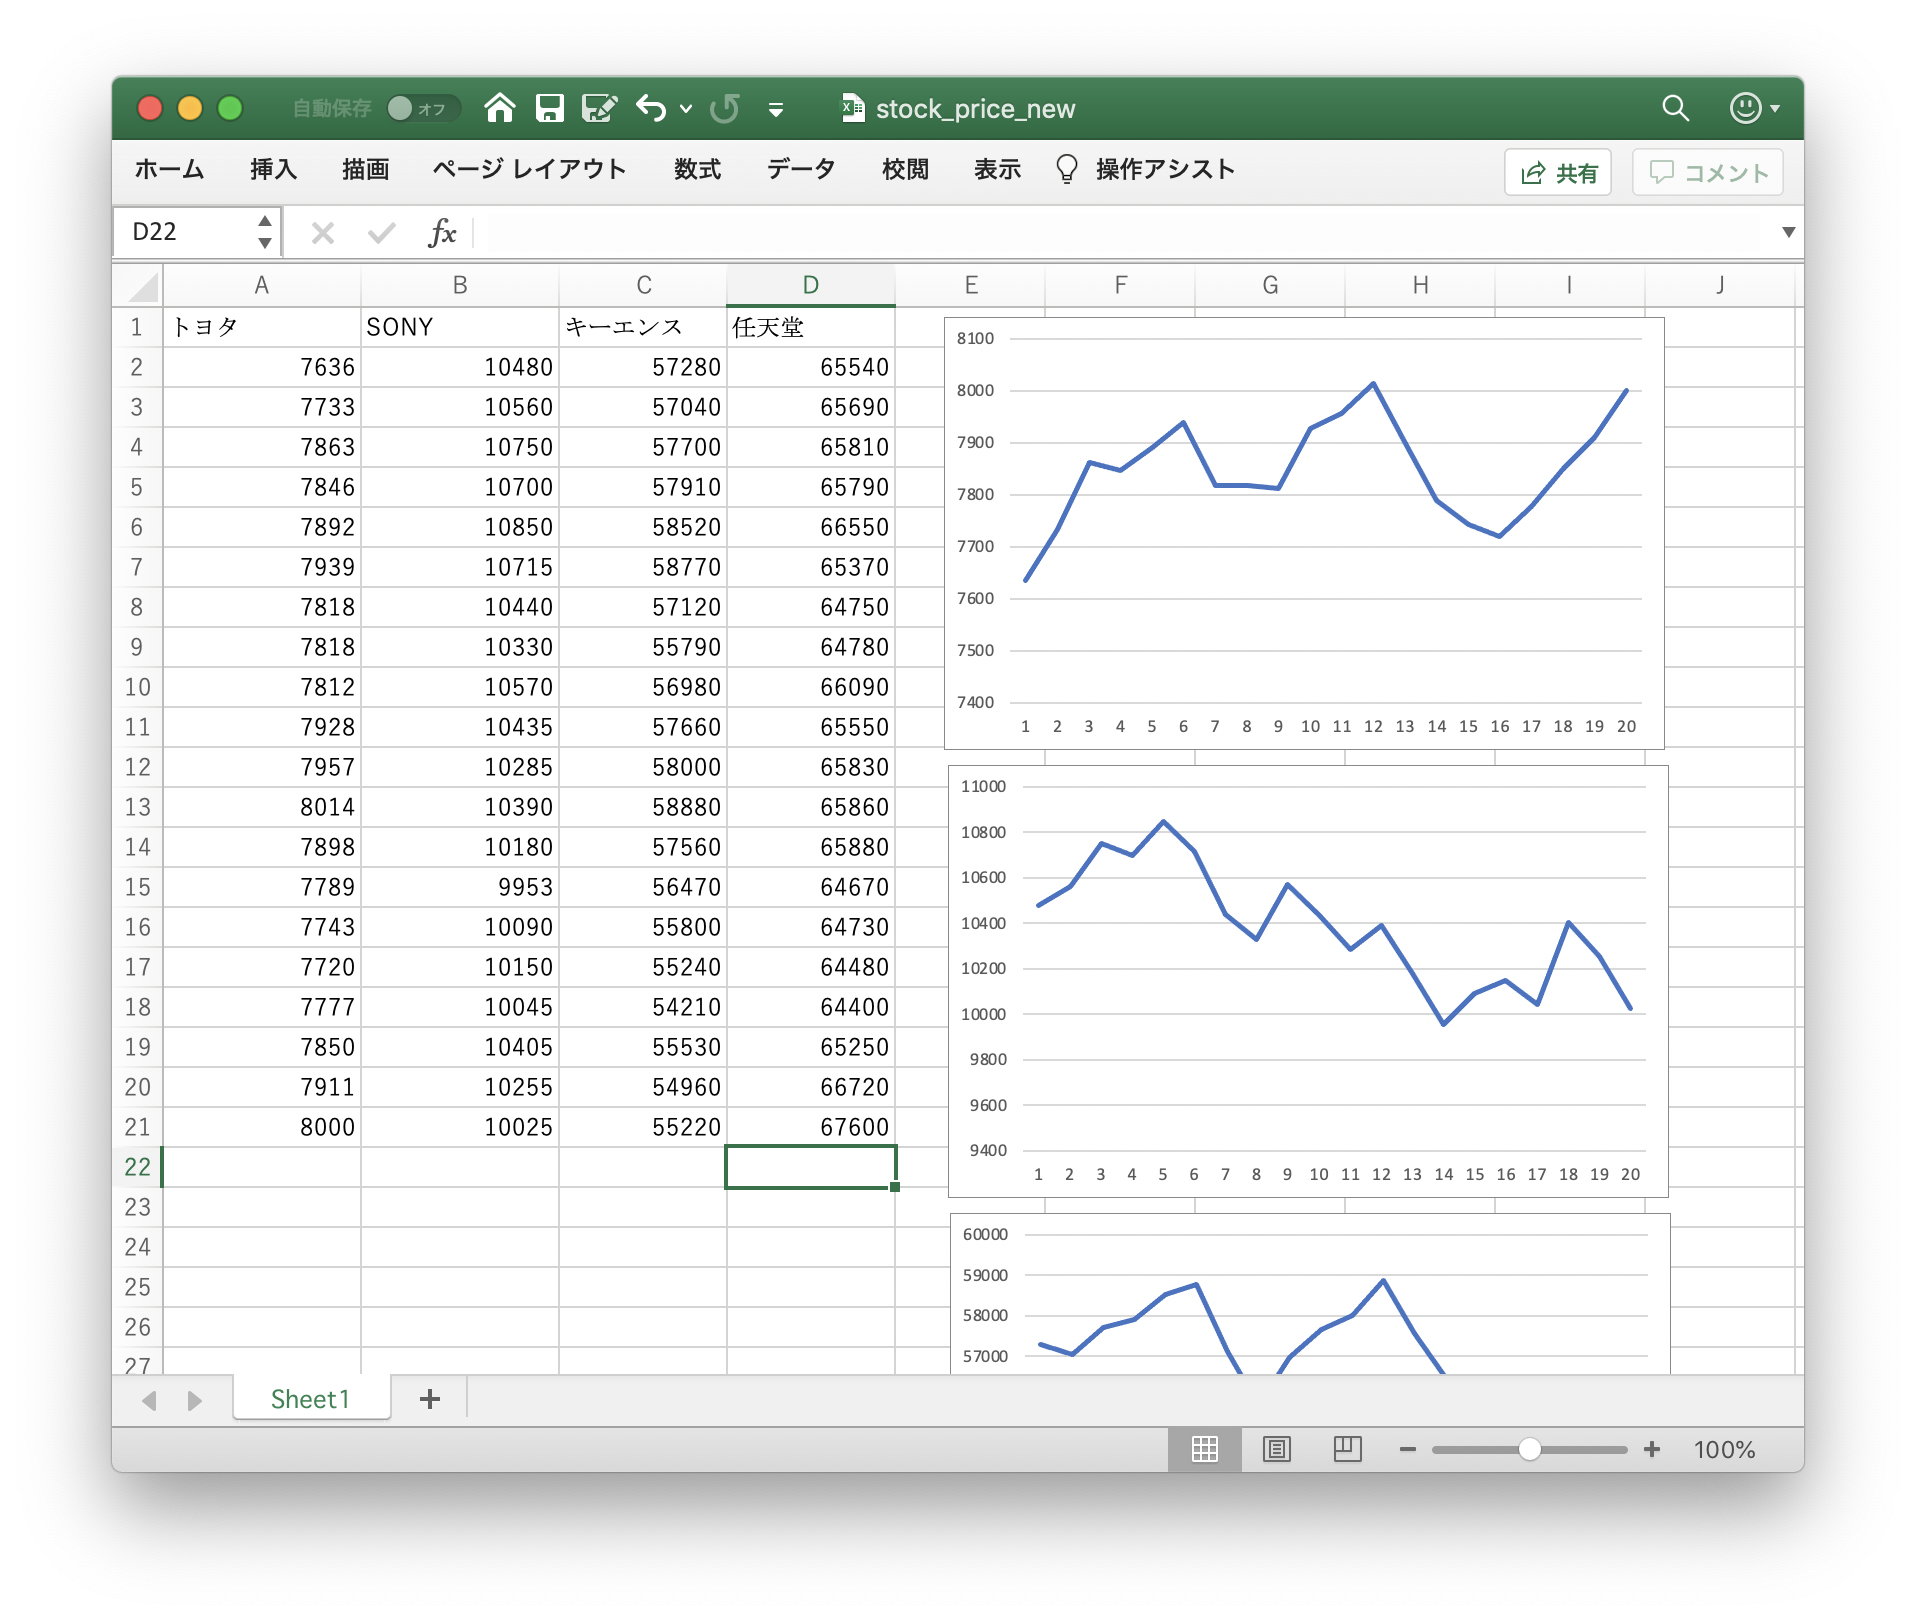 自動保存 オフ stock_price_new
ホーム 挿入 描画 ページ レイアウト 数式 データ 校閲 表示 操作アシスト 共有 コメント
D22 fx
A B C D E F G H I J
1 トヨタ SONY キーエンス 任天堂
2 7636 10480 57280 65540
3 7733 10560 57040 65690
4 7863 10750 57700 65810
5 7846 10700 57910 65790
6 7892 10850 58520 66550
7 7939 10715 58770 65370
8 7818 10440 57120 64750
9 7818 10330 55790 64780
10 7812 10570 56980 66090
11 7928 10435 57660 65550
12 7957 10285 58000 65830
13 8014 10390 58880 65860
14 7898 10180 57560 65880
15 7789 9953 56470 64670
16 7743 10090 55800 64730
17 7720 10150 55240 64480
18 7777 10045 54210 64400
19 7850 10405 55530 65250
20 7911 10255 54960 66720
21 8000 10025 55220 67600
22
23
24
25
26
27
8100
8000
7900
7800
7700
7600
7500
7400
1 2 3 4 5 6 7 8 9 10 11 12 13 14 15 16 17 18 19 20
11000
10800
10600
10400
10200
10000
9800
9600
9400
1 2 3 4 5 6 7 8 9 10 11 12 13 14 15 16 17 18 19 20
60000
59000
58000
57000
Sheet1
100%